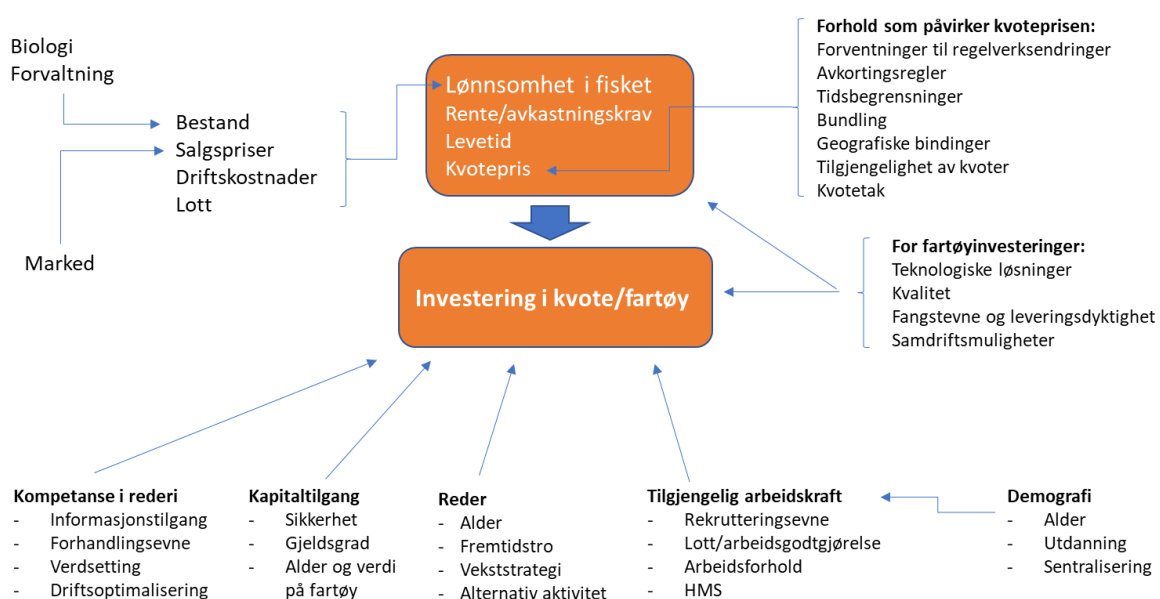 Biologi
Forvaltning
Bestand
Salgspriser
Driftskostnader
Lott
Marked
Lønnsomhet i fisket
Rente/avkastningskrav
Levetid
Kvotepris
Forhold som påvirker kvoteprisen:
Forventninger til regelverksendringer
Avkortingsregler
Tidsbegrensninger
Bundling
Geografiske bindinger
Tilgjengelighet av kvoter
Kvotetak
Investering i kvote/fartøy
For fartøyinvesteringer:
Teknologiske løsninger
Kvalitet
Fangstevne og leveringsdyktighet
Samdriftsmuligheter
Kompetanse i rederi
- Informasjonstilgang
- Forhandlingsevne
- Verdsetting
- Driftsoptimalisering
Kapitaltilgang
- Sikkerhet
- Gjeldsgrad
- Alder og verdi
på fartøy
Reder
- Alder
- Fremtidstro
- Vekststrategi
- Alternativ aktivitet
Tilgjengelig arbeidskraft
- Rekrutteringsevne
- Lott/arbeidsgodtgjørelse
- Arbeidsforhold
- HMS
Demografi
- Alder
- Utdanning
- Sentralisering